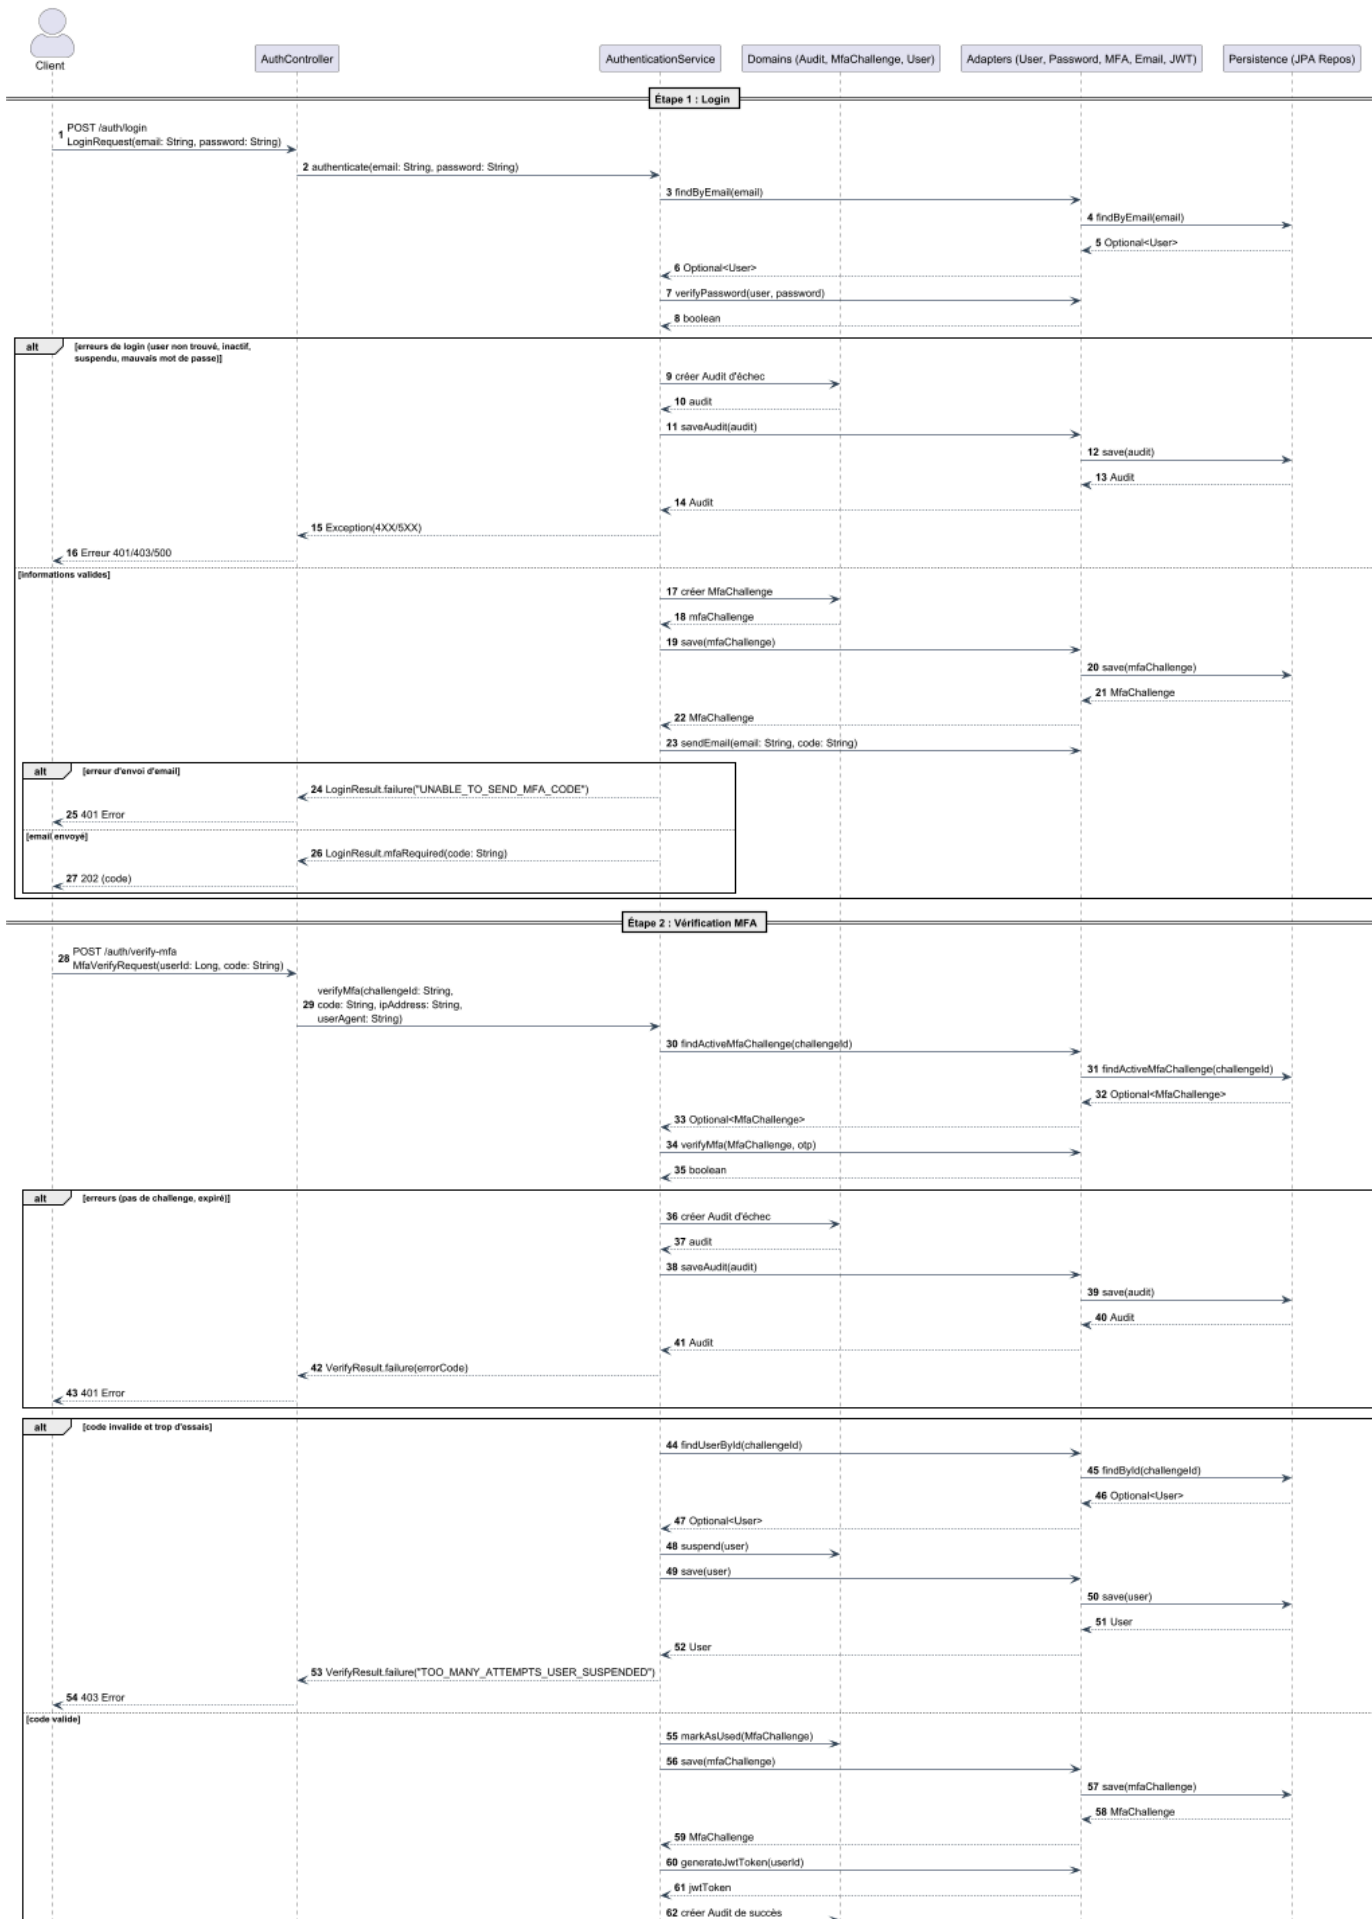 Client
AuthController
AuthenticationService
Domains (Audit, MfaChallenge, User)
Adapters (User, Password, MFA, Email, JWT)
Persistence (JPA Repos)
Étape 1 : Login
1 POST /auth/login
LoginRequest(email: String, password: String)
2 authenticate(email: String, password: String)
3 findByEmail(email)
4 findByEmail(email)
5 Optional<User>
6 Optional<User>
7 verifyPassword(user, password)
8 boolean
alt [erreurs de login (user non trouvé, inactif,
suspendu, mauvais mot de passe)]
9 créer Audit d'échec
10 audit
11 saveAudit(audit)
12 save(audit)
13 Audit
14 Audit
15 Exception(4XX/5XX)
16 Erreur 401/403/500
[informations valides]
17 créer MfaChallenge
18 mfaChallenge
19 save(mfaChallenge)
20 save(mfaChallenge)
21 MfaChallenge
22 MfaChallenge
23 sendEmail(email: String, code: String)
alt [erreur d'envoi d'email]
24 LoginResult.failure("UNABLE_TO_SEND_MFA_CODE")
25 401 Error
[email envoyé]
26 LoginResult.mfaRequired(code: String)
27 202 (code)
Étape 2 : Vérification MFA
28 POST /auth/verify-mfa
MfaVerifyRequest(userId: Long, code: String)
verifyMfa(challengeId: String,
29 code: String, ipAddress: String,
userAgent: String)
30 findActiveMfaChallenge(challengeId)
31 findActiveMfaChallenge(challengeId)
32 Optional<MfaChallenge>
33 Optional<MfaChallenge>
34 verifyMfa(MfaChallenge, otp)
35 boolean
alt [erreurs (pas de challenge, expiré)]
36 créer Audit d'échec
37 audit
38 saveAudit(audit)
39 save(audit)
40 Audit
41 Audit
42 VerifyResult.failure(errorCode)
43 401 Error
alt [code invalide et trop d'essais]
44 findUserById(challengeId)
45 findById(challengeId)
46 Optional<User>
47 Optional<User>
48 suspend(user)
49 save(user)
50 save(user)
51 User
52 User
53 VerifyResult.failure("TOO_MANY_ATTEMPTS_USER_SUSPENDED")
54 403 Error
[code valide]
55 markAsUsed(MfaChallenge)
56 save(mfaChallenge)
57 save(mfaChallenge)
58 MfaChallenge
59 MfaChallenge
60 generateJwtToken(userId)
61 jwtToken
62 créer Audit de succès